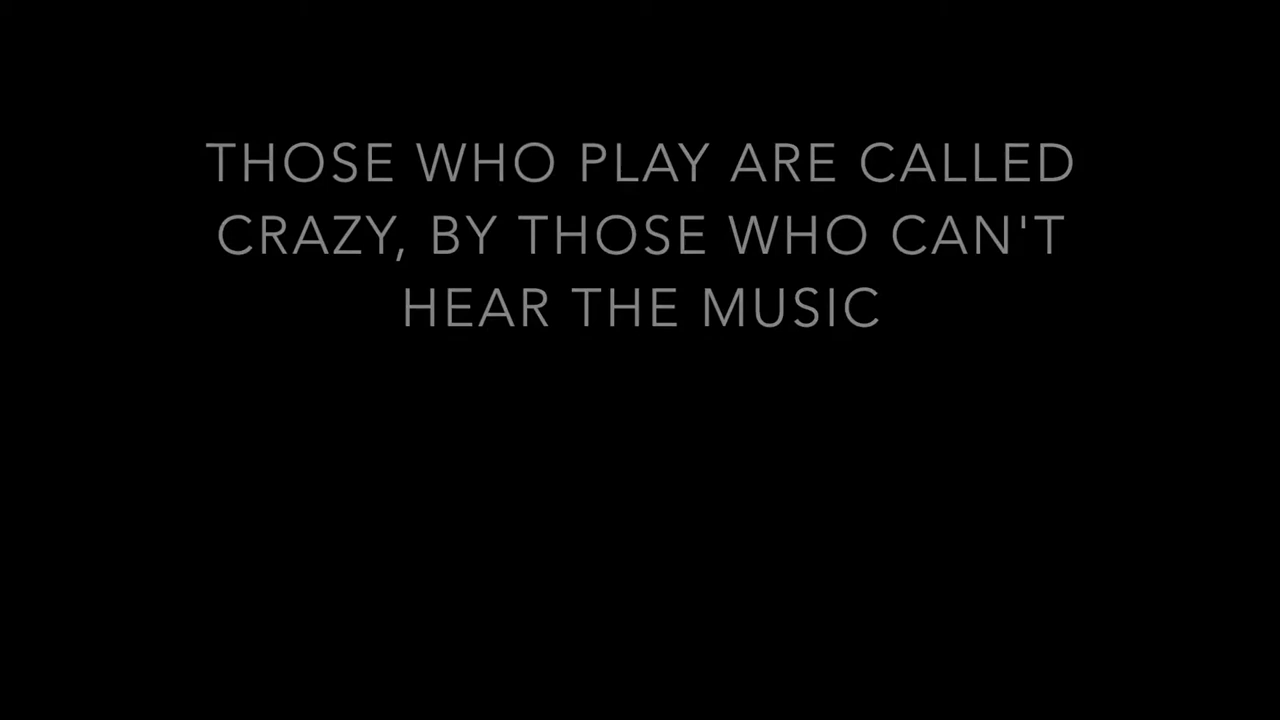 THOSE WHO PLAY ARE CALLED
CRAZY, BY THOSE WHO CAN'T
HEAR THE MUSIC